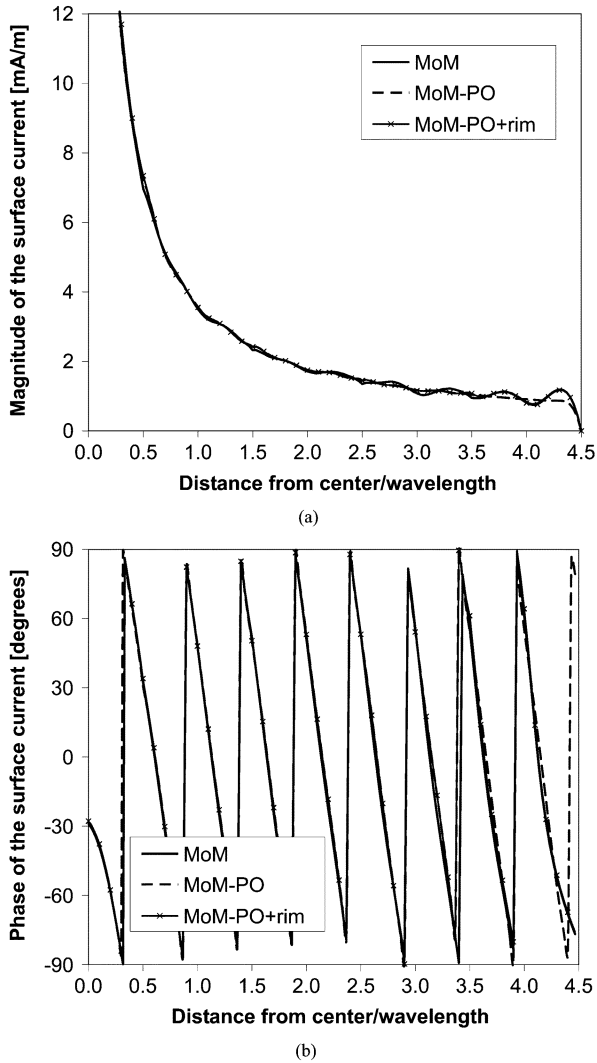 Magnitude of the surface current [mA/m]
12
10
8
6
4
2
0
MoM
MoM-PO
MoM-PO+rim
0.0 0.5 1.0 1.5 2.0 2.5 3.0 3.5 4.0 4.5
Distance from center/wavelength
(a)
Phase of the surface current [degrees]
90
60
30
0
-30
-60
-90
MoM
MoM-PO
MoM-PO+rim
0.0 0.5 1.0 1.5 2.0 2.5 3.0 3.5 4.0 4.5
Distance from center/wavelength
(b)